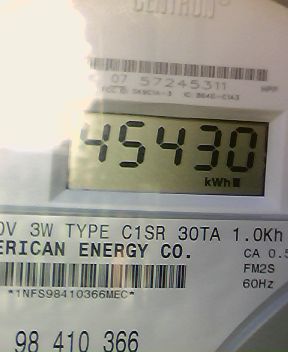 CENTRON®
07 57245311
45430
kWh
0V 3W TYPE C1SR 30TA 1.0Kh
ERICAN ENERGY CO.
CA 0.5
FM2S
*1NFS98410366MEC*
60Hz
98 410 366